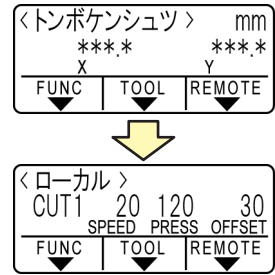 <トンボケンシュツ> mm
***.* ***.*
X Y
FUNC TOOL REMOTE
<ローカル>
CUT1 20 120 30
SPEED PRESS OFFSET
FUNC TOOL REMOTE